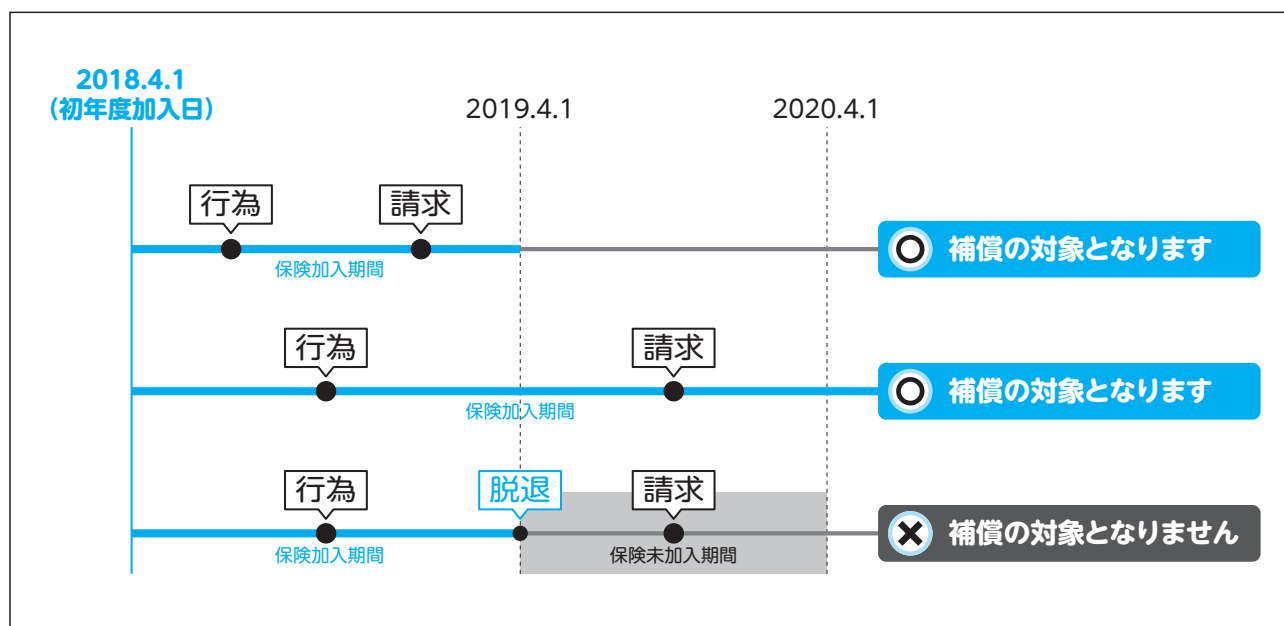 2018.4.1
（初年度加入日）
2019.4.1
2020.4.1
行為
請求
保険加入期間
補償の対象となります
行為
請求
保険加入期間
補償の対象となります
行為
脱退
請求
保険加入期間
保険未加入期間
補償の対象となりません